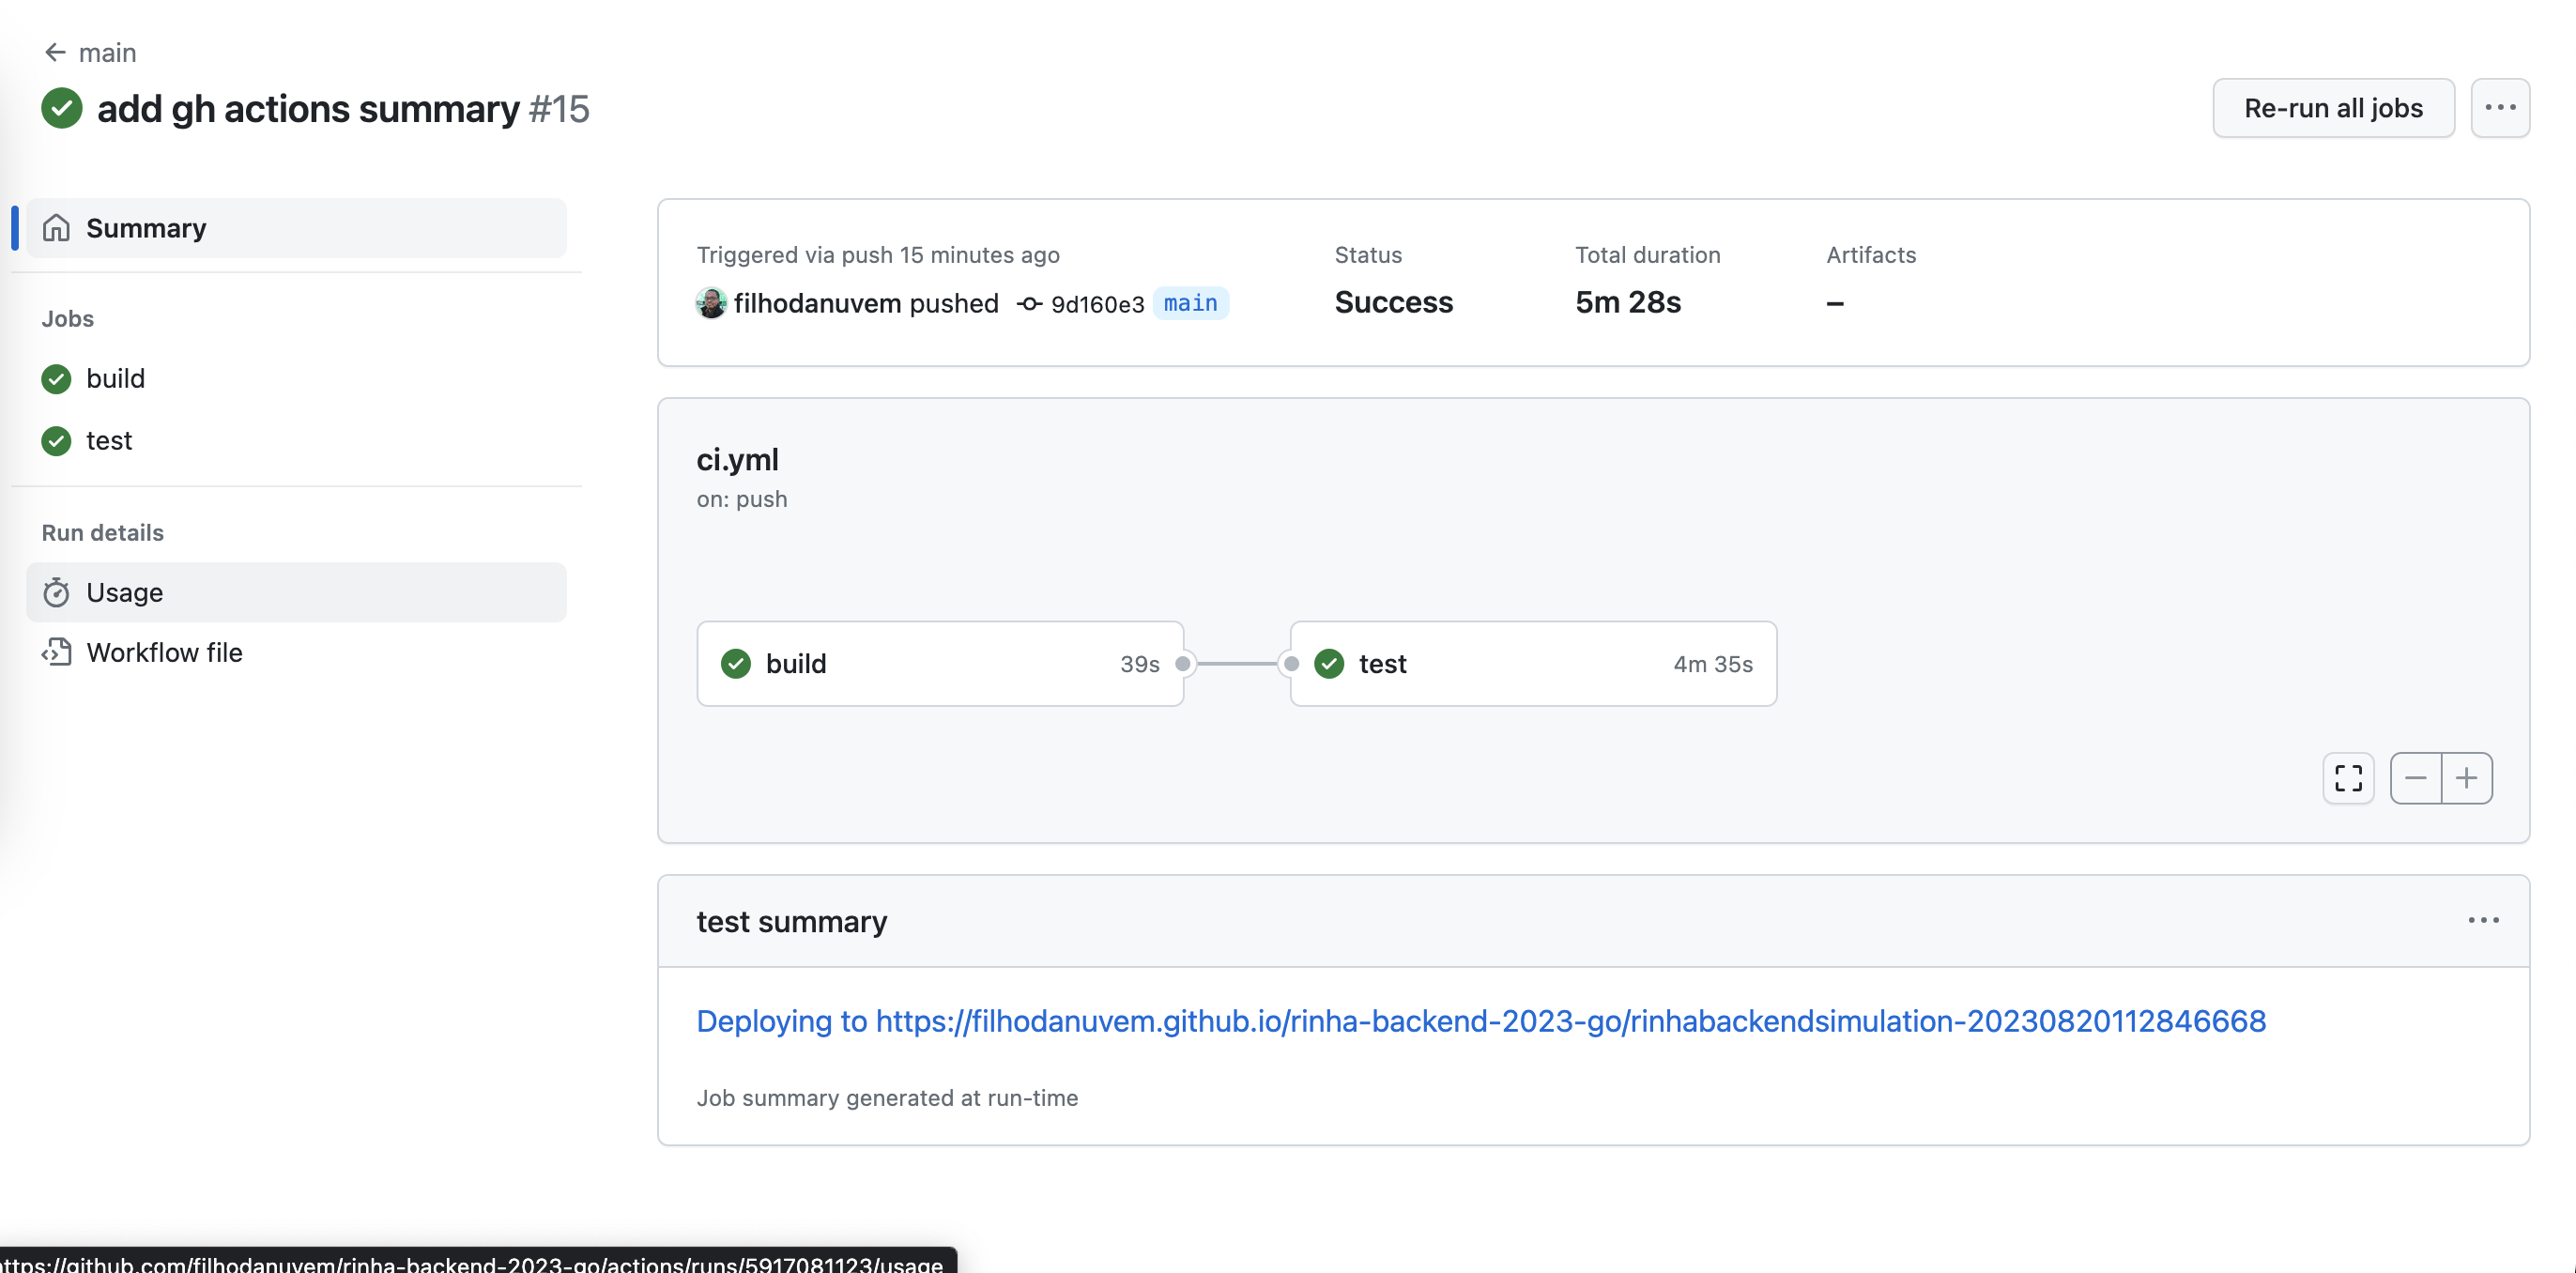 main
add gh actions summary #15
Re-run all jobs
Summary
Jobs
build
test
Run details
Usage
Workflow file
Triggered via push 15 minutes ago
filhodanuvem pushed 9d160e3 main
Status
Success
Total duration
5m 28s
Artifacts
–
ci.yml
on: push
build 39s
test 4m 35s
test summary
Deploying to https://filhodanuvem.github.io/rinha-backend-2023-go/rinhabackendsimulation-20230820112846668
Job summary generated at run-time
ttps://github.com/filhodanuvem/rinha-backend-2023-go/actions/runs/5917081123/usage